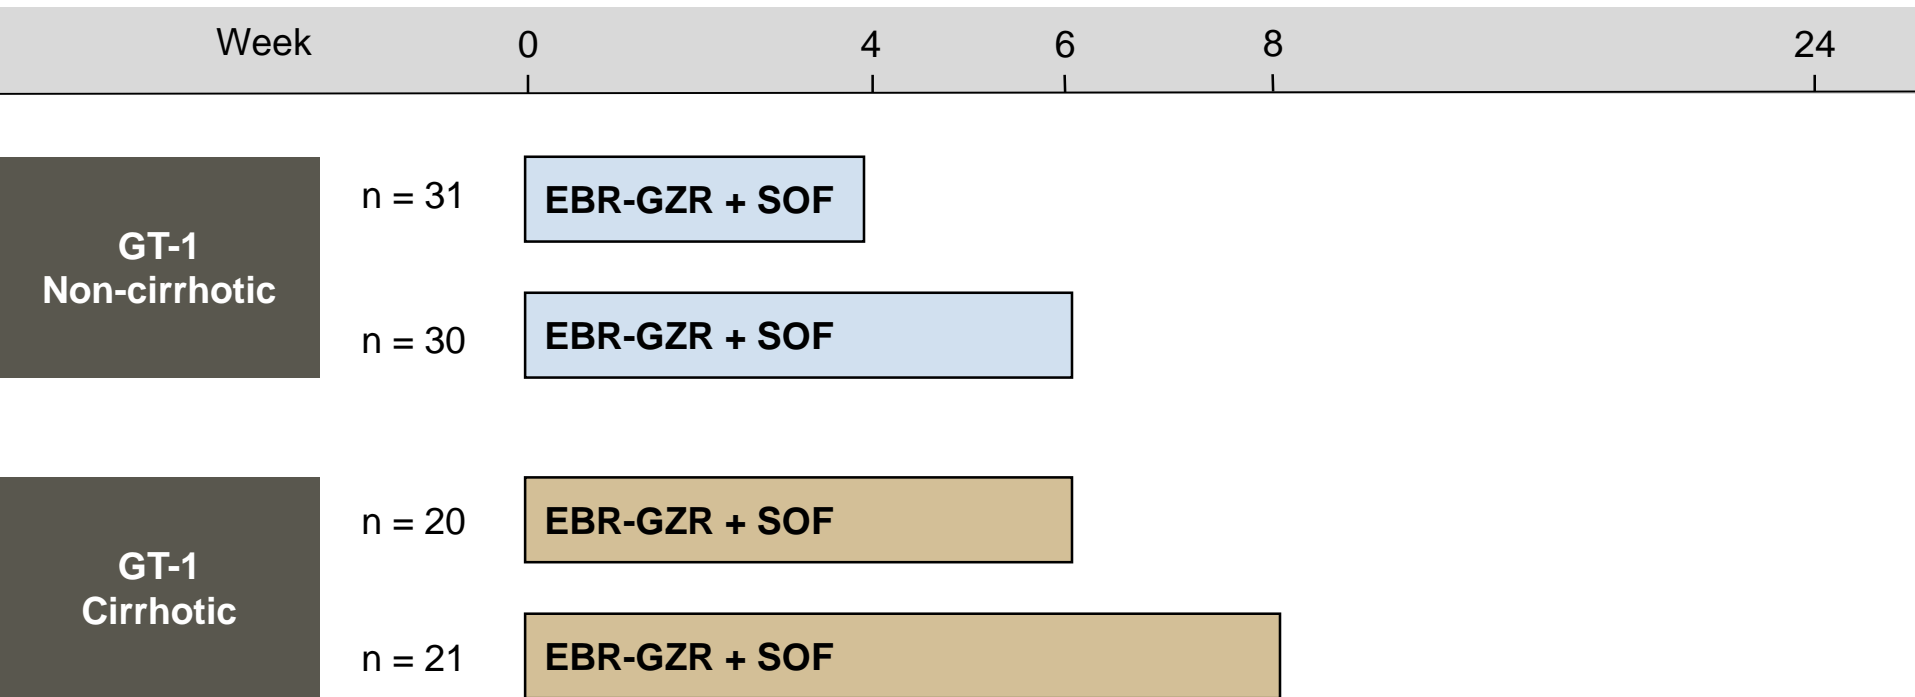 Week 0 4 6 8 24
GT-1
Non-cirrhotic
n = 31 EBR-GZR + SOF
n = 30 EBR-GZR + SOF
GT-1
Cirrhotic
n = 20 EBR-GZR + SOF
n = 21 EBR-GZR + SOF